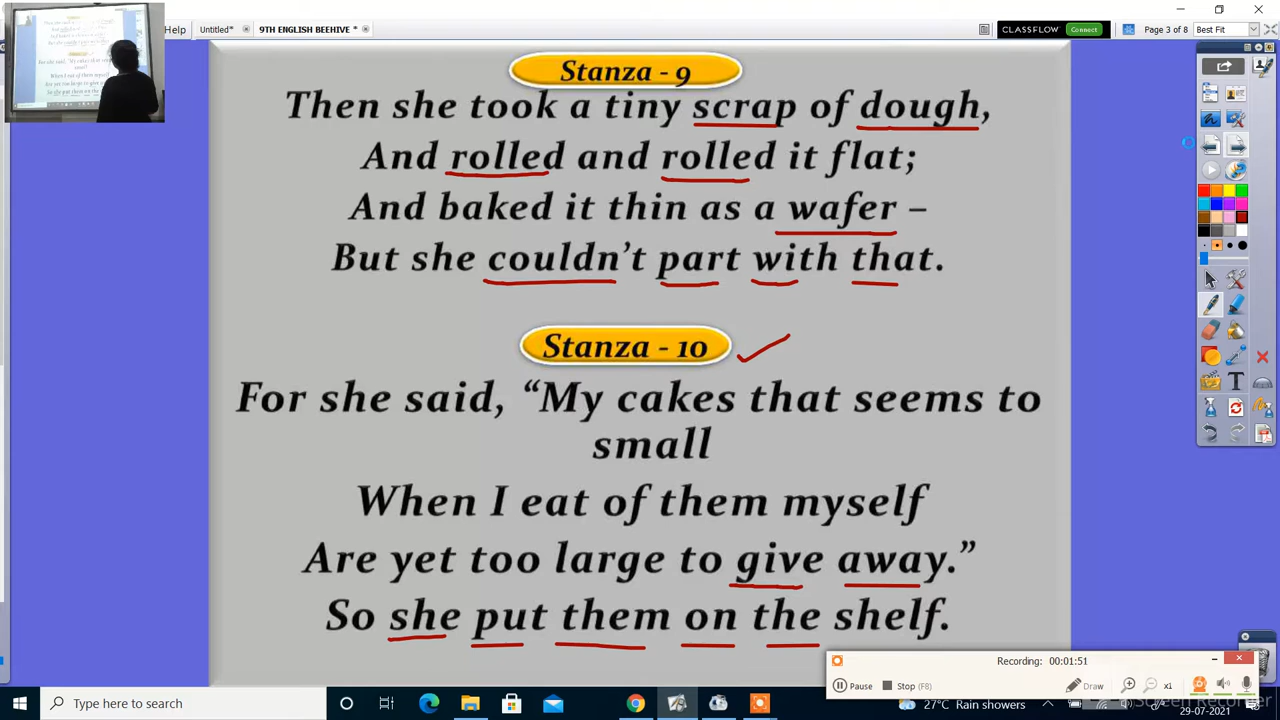 Help
Untitled*
9TH ENGLISH BEEHIVE *
CLASSFLOW
Connect
Page 3 of 8
Best Fit
Stanza - 9
Then she took a tiny scrap of dough,
And rolled and rolled it flat;
And baked it thin as a wafer –
But she couldn't part with that.
Stanza - 10
For she said, “My cakes that seems to
small
When I eat of them myself
Are yet too large to give away.”
So she put them on the shelf.
Recording: 00:01:51
Pause
Stop (F8)
Draw
x1
Type here to search
27°C Rain showers
29-07-2021